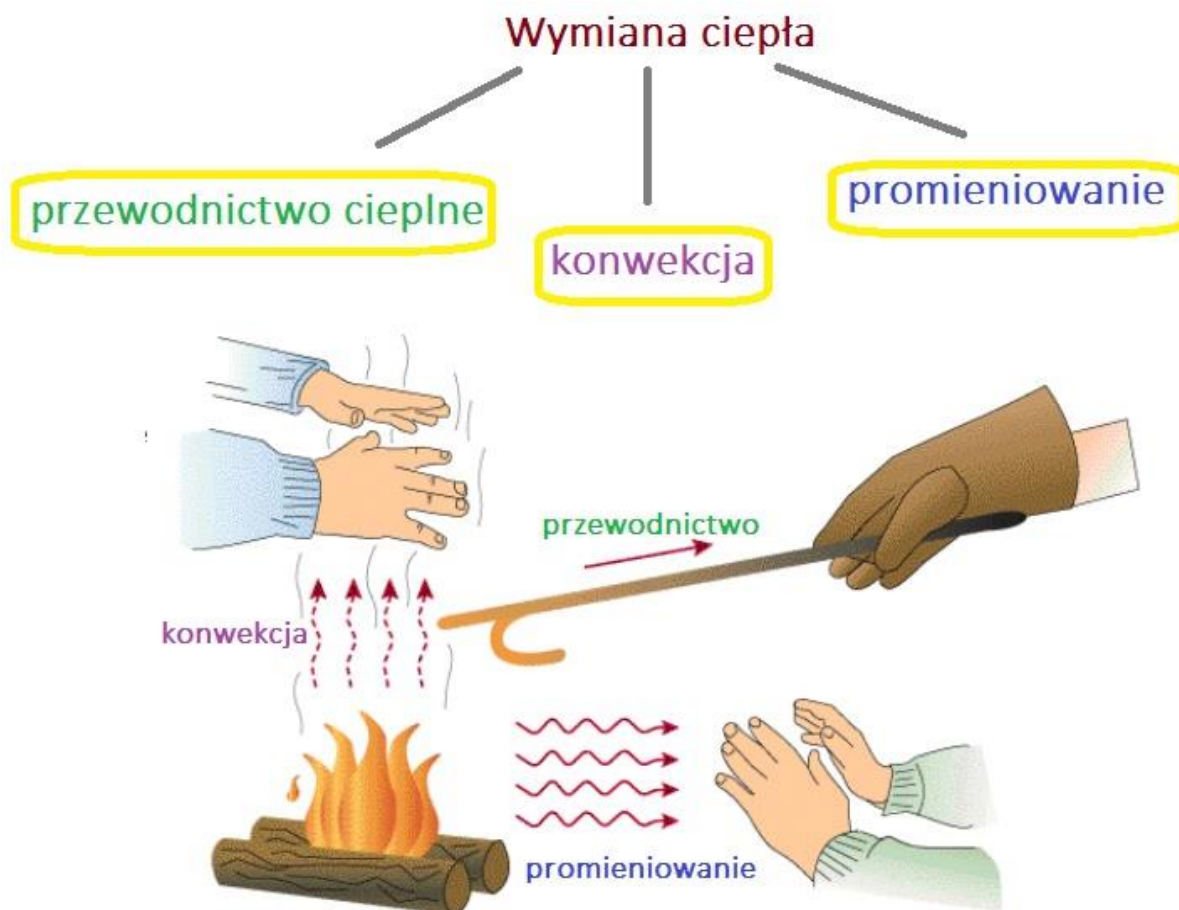 Wymiana ciepła
przewodnictwo cieplne
konwekcja
promieniowanie
przewodnictwo
konwekcja
promieniowanie